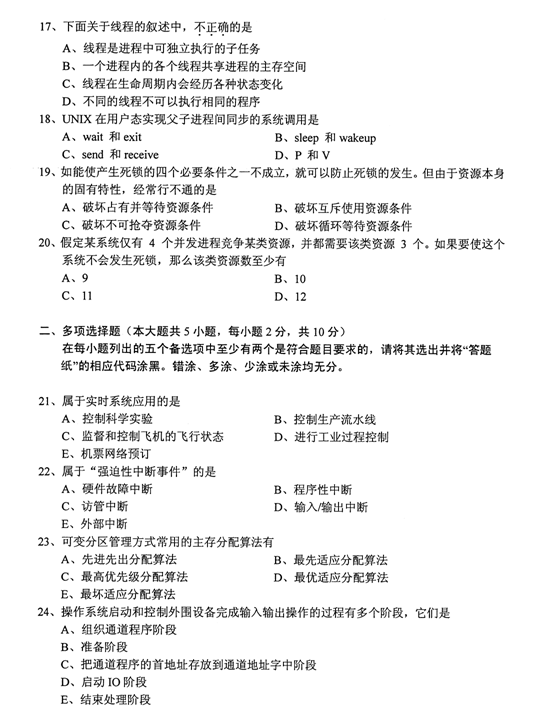 17、下面关于线程的叙述中，不正确的是
A、线程是进程中可独立执行的子任务
B、一个进程内的各个线程共享进程的主存空间
C、线程在生命周期内会经历各种状态变化
D、不同的线程不可以执行相同的程序
18、UNIX 在用户态实现父子进程间同步的系统调用是
A、wait 和 exit B、sleep 和 wakeup
C、send 和 receive D、P 和 V
19、如能使产生死锁的四个必要条件之一不成立，就可以防止死锁的发生。但由于资源本身
的固有特性，经常行不通的是
A、破坏占有并等待资源条件 B、破坏互斥使用资源条件
C、破坏不可抢夺资源条件 D、破坏循环等待资源条件
20、假定某系统仅有 4 个并发进程竞争某类资源，并都需要该类资源 3 个。如果要使这个
系统不会发生死锁，那么该类资源数至少有
A、9 B、10
C、11 D、12
二、多项选择题（本大题共 5 小题，每小题 2 分，共 10 分）
在每小题列出的五个备选项中至少有两个是符合题目要求的，请将其选出并将“答题
纸”的相应代码涂黑。错涂、多涂、少涂或未涂均无分。
21、属于实时系统应用的是
A、控制科学实验 B、控制生产流水线
C、监督和控制飞机的飞行状态 D、进行工业过程控制
E、机票网络预订
22、属于“强迫性中断事件”的是
A、硬件故障中断 B、程序性中断
C、访管中断 D、输入/输出中断
E、外部中断
23、可变分区管理方式常用的主存分配算法有
A、先进先出分配算法 B、最先适应分配算法
C、最高优先级分配算法 D、最优适应分配算法
E、最坏适应分配算法
24、操作系统启动和控制外围设备完成输入输出操作的过程有多个阶段，它们是
A、组织通道程序阶段
B、准备阶段
C、把通道程序的首地址存放到通道地址字中阶段
D、启动 IO 阶段
E、结束处理阶段